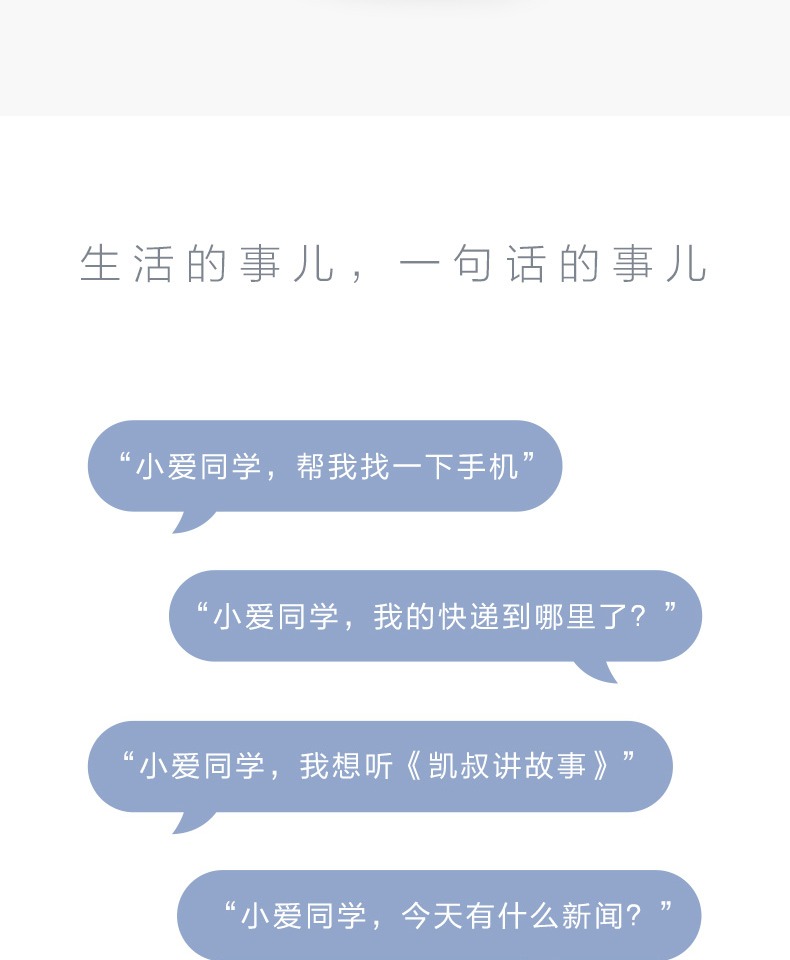 生活的事儿，一句话的事儿
“小爱同学，帮我找一下手机”
“小爱同学，我的快递到哪里了？”
“小爱同学，我想听《凯叔讲故事》”
“小爱同学，今天有什么新闻？”